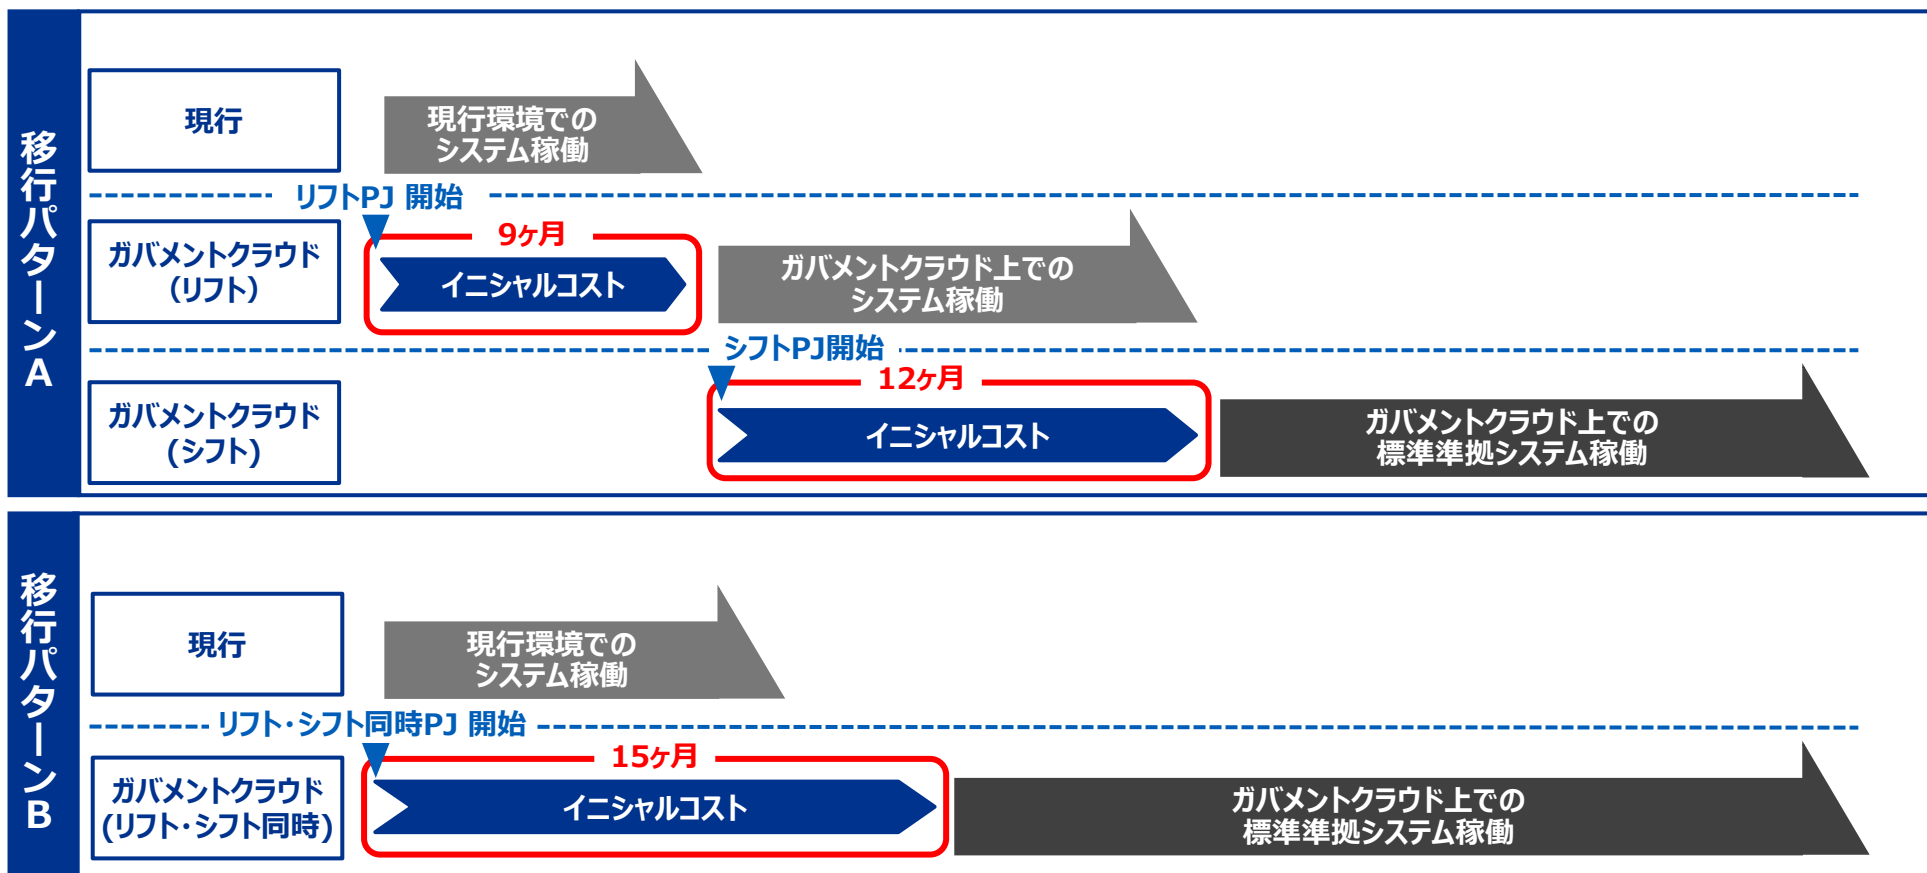 移行パターンA
現行
現行環境での
システム稼働
リフトPJ 開始
ガバメントクラウド
（リフト）
9ヶ月
イニシャルコスト
ガバメントクラウド上での
システム稼働
シフトPJ開始
ガバメントクラウド
(シフト)
12ヶ月
イニシャルコスト
ガバメントクラウド上での
標準準拠システム稼働
移行パターンB
現行
現行環境での
システム稼働
リフト・シフト同時PJ 開始
ガバメントクラウド
(リフト・シフト同時)
15ヶ月
イニシャルコスト
ガバメントクラウド上での
標準準拠システム稼働